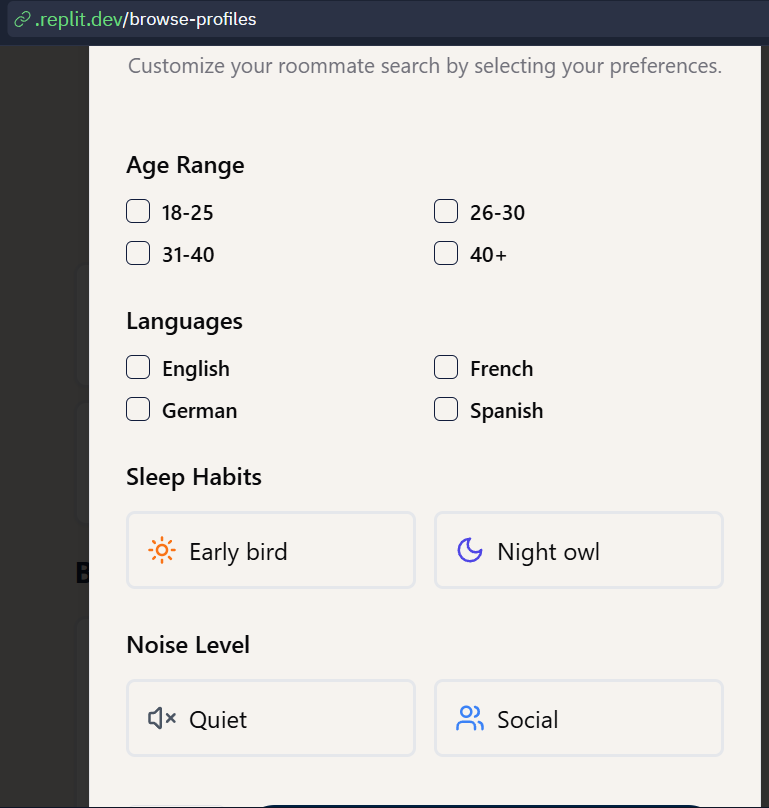 .replit.dev/browse-profiles
Customize your roommate search by selecting your preferences.
Age Range
18-25
26-30
31-40
40+
Languages
English
French
German
Spanish
Sleep Habits
Early bird
Night owl
Noise Level
Quiet
Social